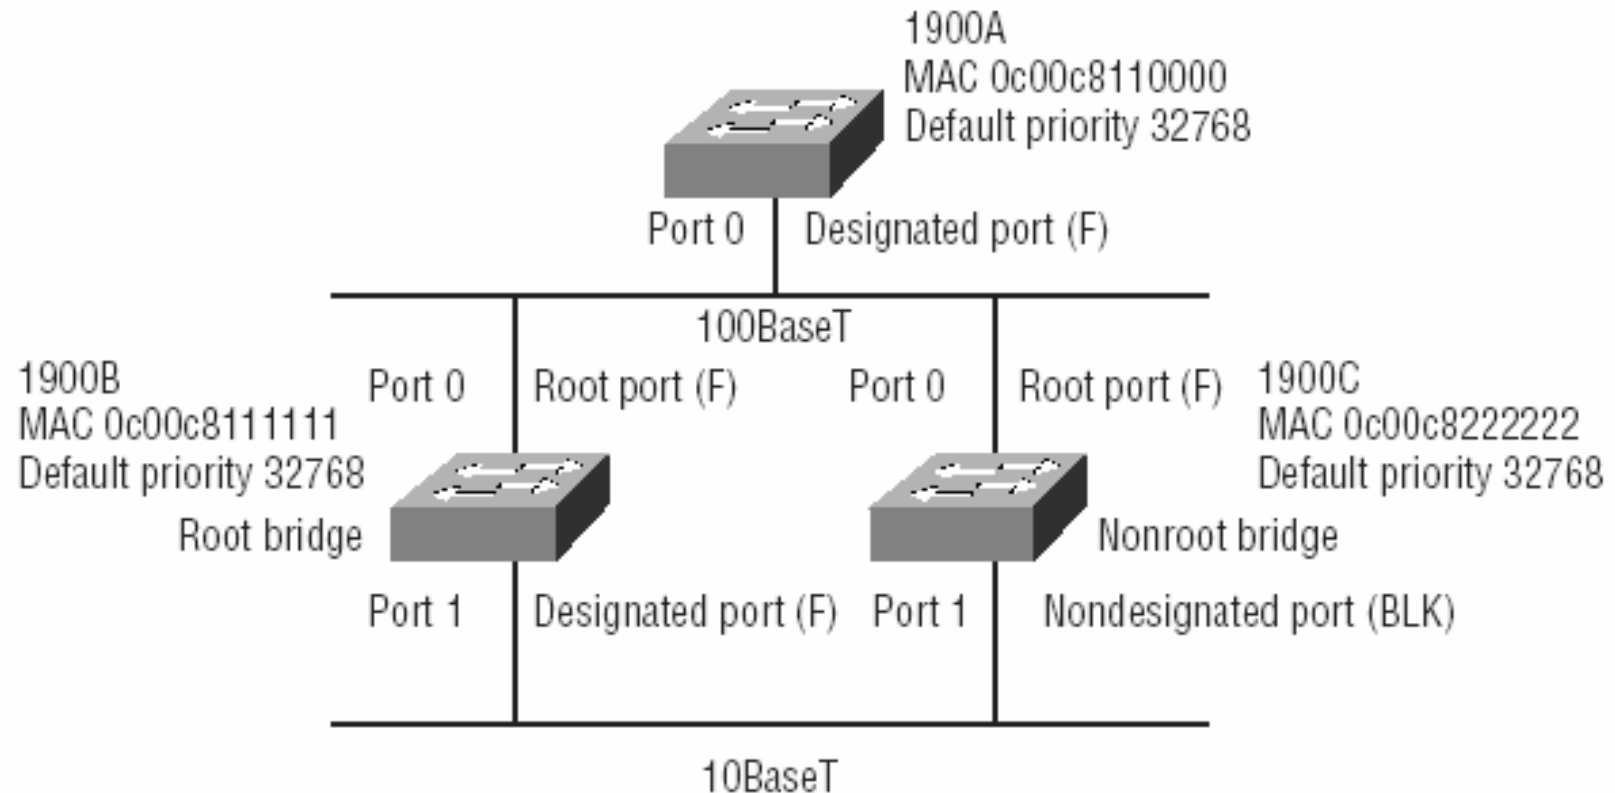 1900A
MAC 0c00c8110000
Default priority 32768
Port 0
Designated port (F)
100BaseT
1900B
MAC 0c00c8111111
Default priority 32768
Root bridge
Port 0
Root port (F)
Port 0
Root port (F)
1900C
MAC 0c00c8222222
Default priority 32768
Nonroot bridge
Port 1
Designated port (F)
Port 1
Nondesignated port (BLK)
10BaseT